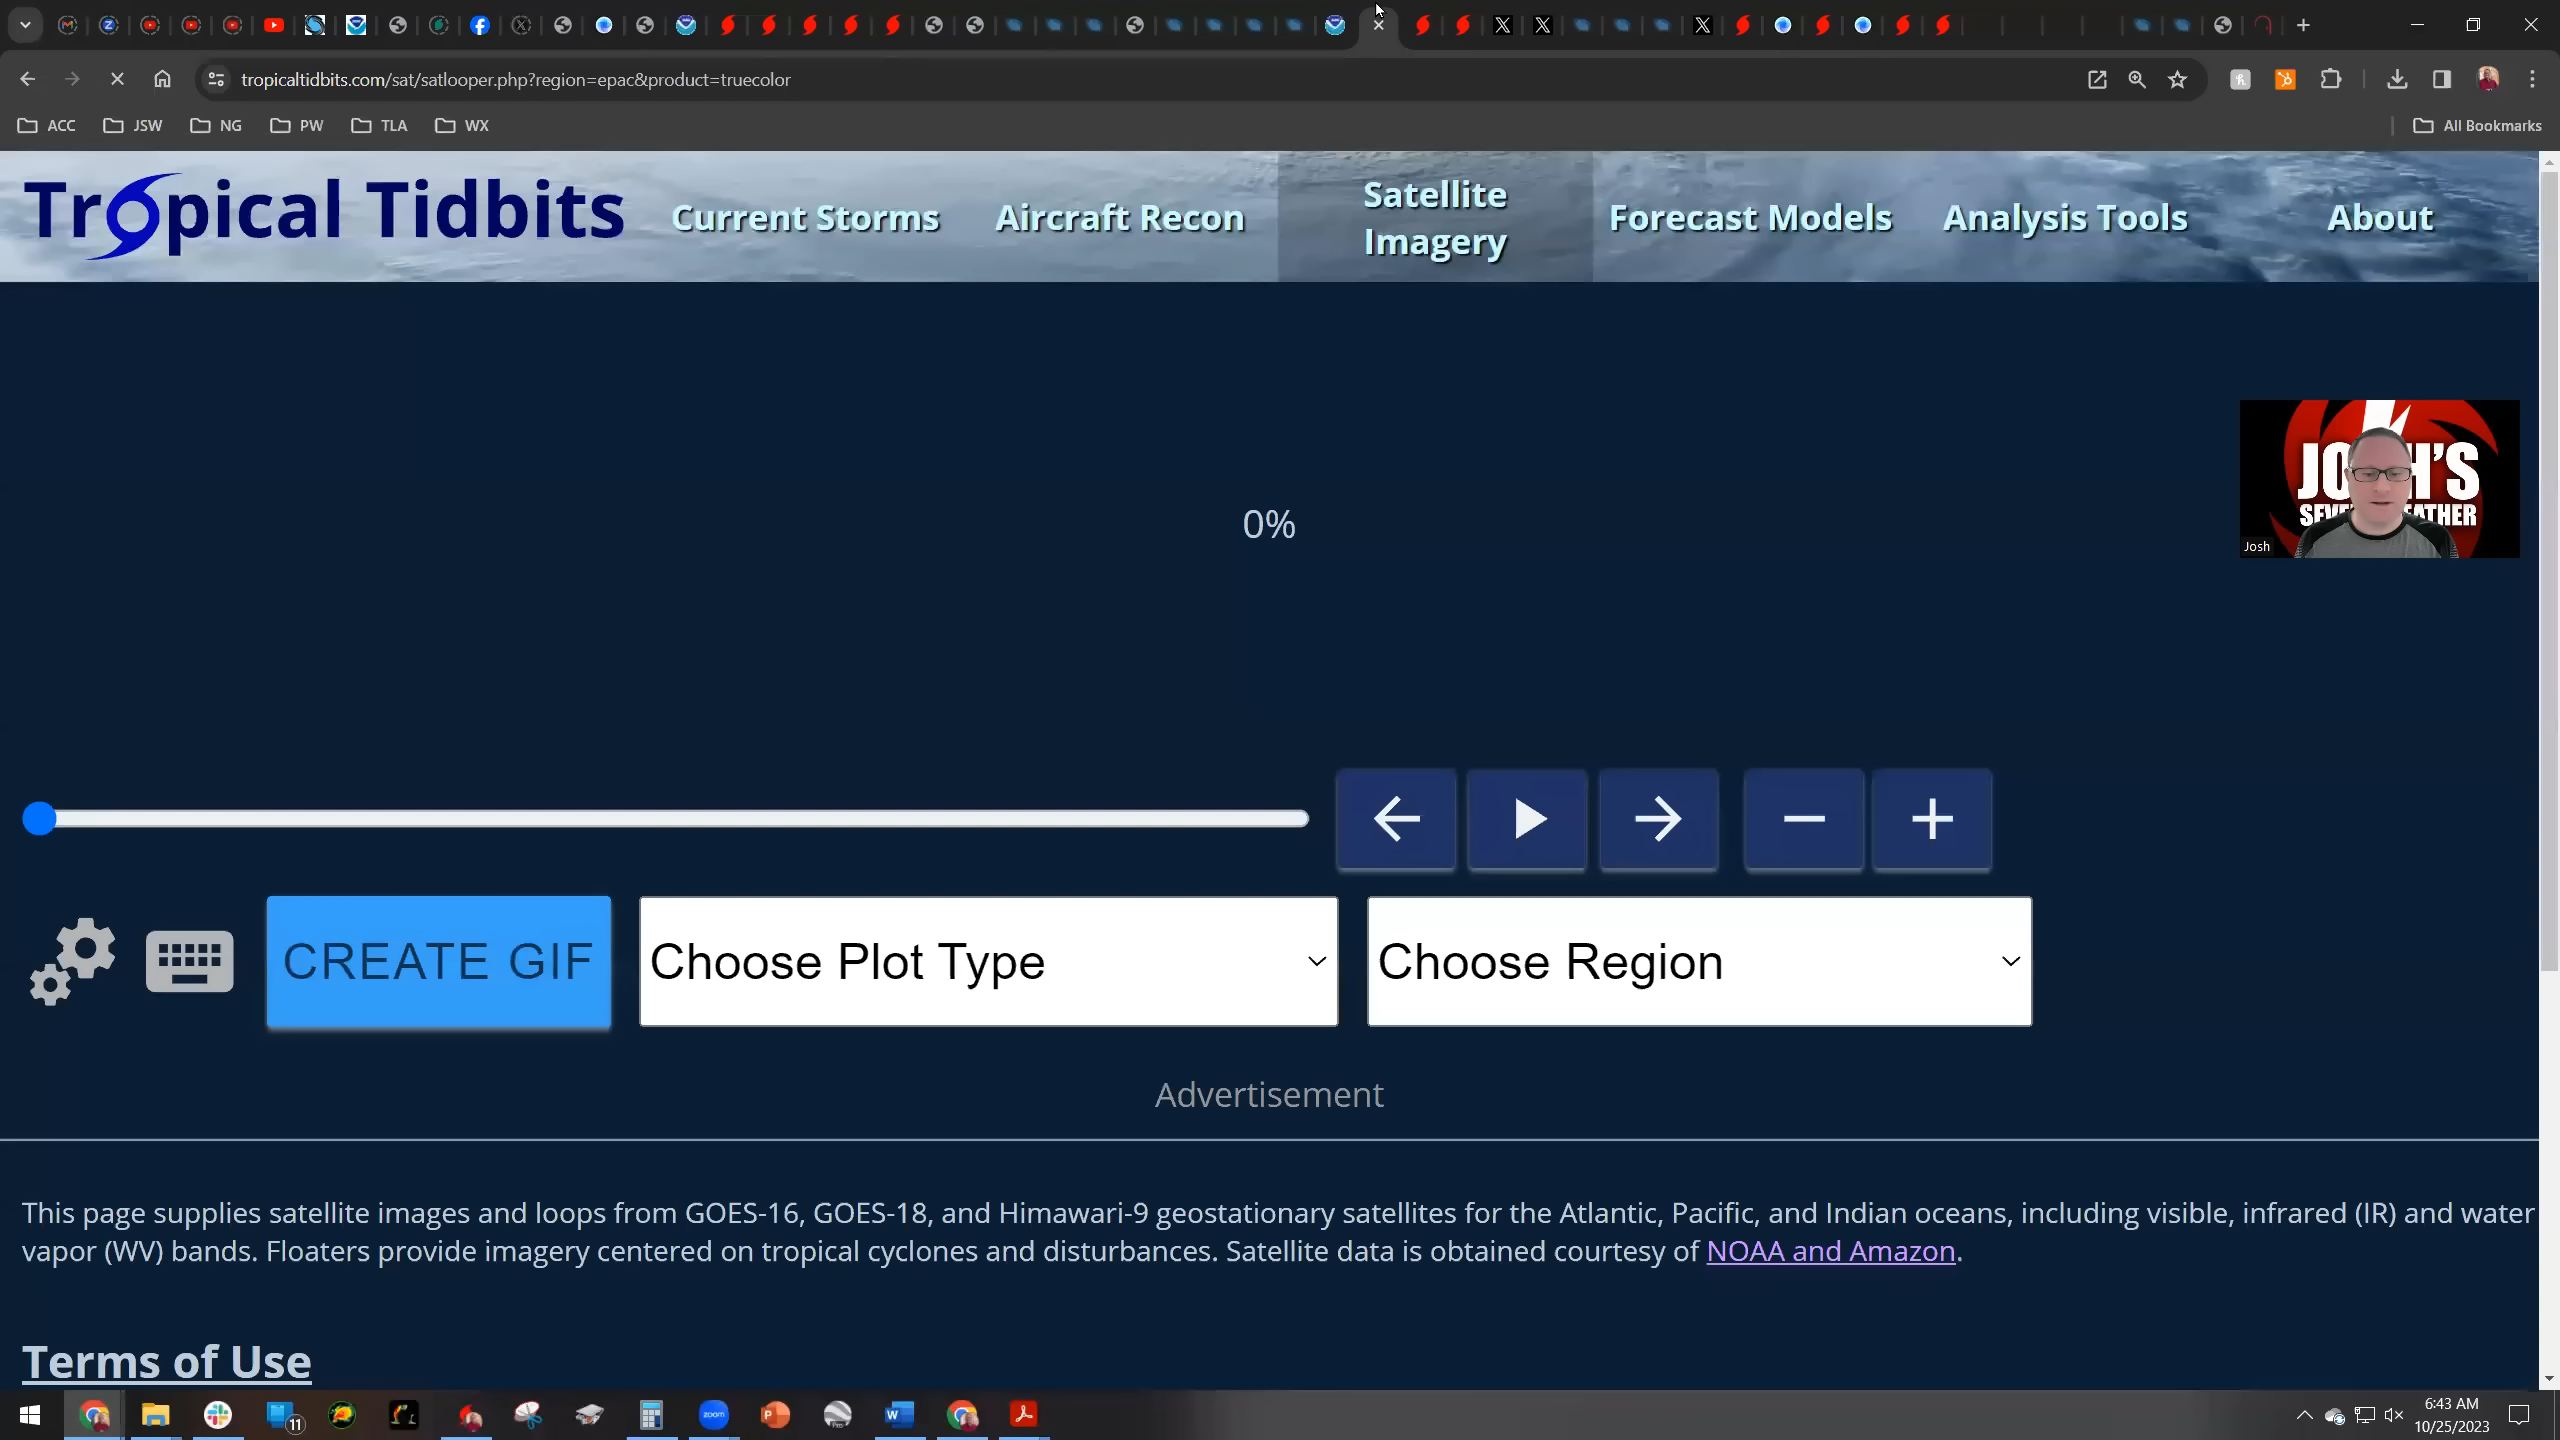 tropicaltidbits.com/sat/satlooper.php?region=epac&product=truecolor
ACC JSW NG PW TLA WX All Bookmarks
Tropical Tidbits Current Storms Aircraft Recon Satellite Imagery Forecast Models Analysis Tools About
0%
Josh
CREATE GIF Choose Plot Type Choose Region
Advertisement
This page supplies satellite images and loops from GOES-16, GOES-18, and Himawari-9 geostationary satellites for the Atlantic, Pacific, and Indian oceans, including visible, infrared (IR) and water
vapor (WV) bands. Floaters provide imagery centered on tropical cyclones and disturbances. Satellite data is obtained courtesy of NOAA and Amazon.
Terms of Use
11
zoom
6:43 AM
10/25/2023